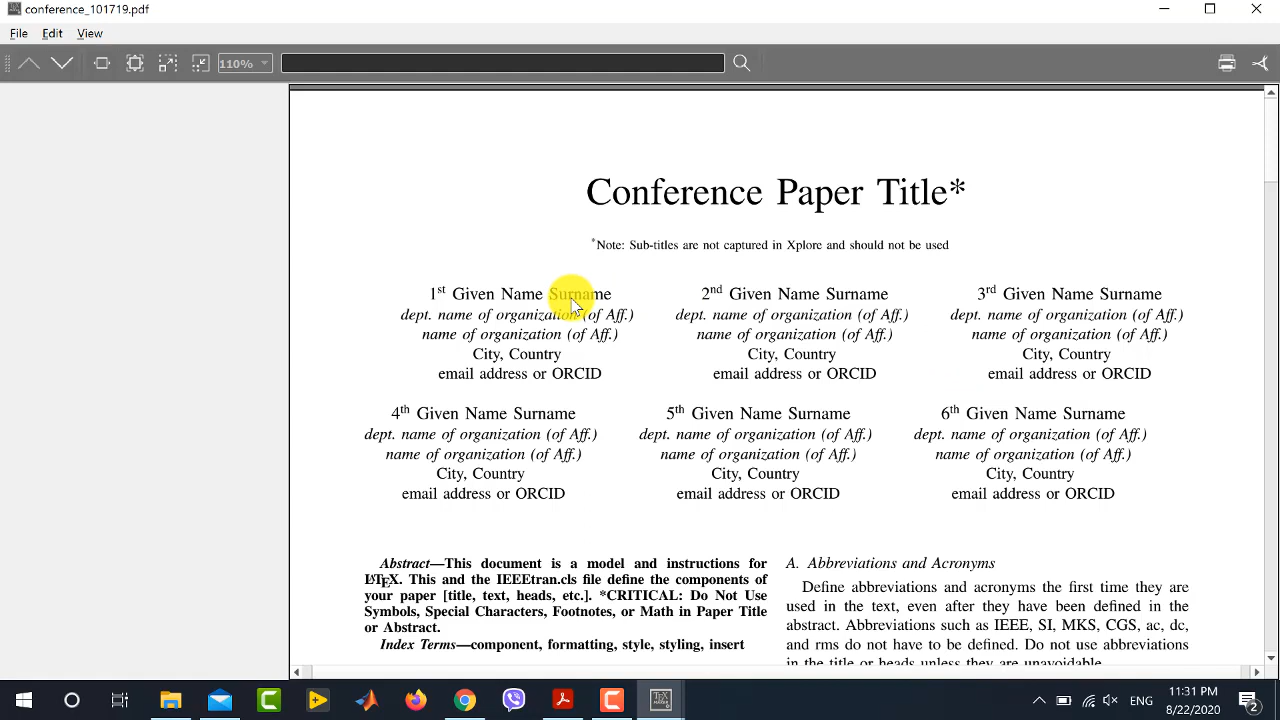 conference_101719.pdf
File Edit View
110%
Conference Paper Title*
*Note: Sub-titles are not captured in Xplore and should not be used
1st Given Name Surname
dept. name of organization (of Aff.)
name of organization (of Aff.)
City, Country
email address or ORCID
2nd Given Name Surname
dept. name of organization (of Aff.)
name of organization (of Aff.)
City, Country
email address or ORCID
3rd Given Name Surname
dept. name of organization (of Aff.)
name of organization (of Aff.)
City, Country
email address or ORCID
4th Given Name Surname
dept. name of organization (of Aff.)
name of organization (of Aff.)
City, Country
email address or ORCID
5th Given Name Surname
dept. name of organization (of Aff.)
name of organization (of Aff.)
City, Country
email address or ORCID
6th Given Name Surname
dept. name of organization (of Aff.)
name of organization (of Aff.)
City, Country
email address or ORCID
Abstract—This document is a model and instructions for
LATEX. This and the IEEEtran.cls file define the components of
your paper [title, text, heads, etc.]. *CRITICAL: Do Not Use
Symbols, Special Characters, Footnotes, or Math in Paper Title
or Abstract.
Index Terms—component, formatting, style, styling, insert
A. Abbreviations and Acronyms
Define abbreviations and acronyms the first time they are
used in the text, even after they have been defined in the
abstract. Abbreviations such as IEEE, SI, MKS, CGS, ac, dc,
and rms do not have to be defined. Do not use abbreviations
in the title or heads unless they are unavoidable.
ENG
11:31 PM
8/22/2020
2